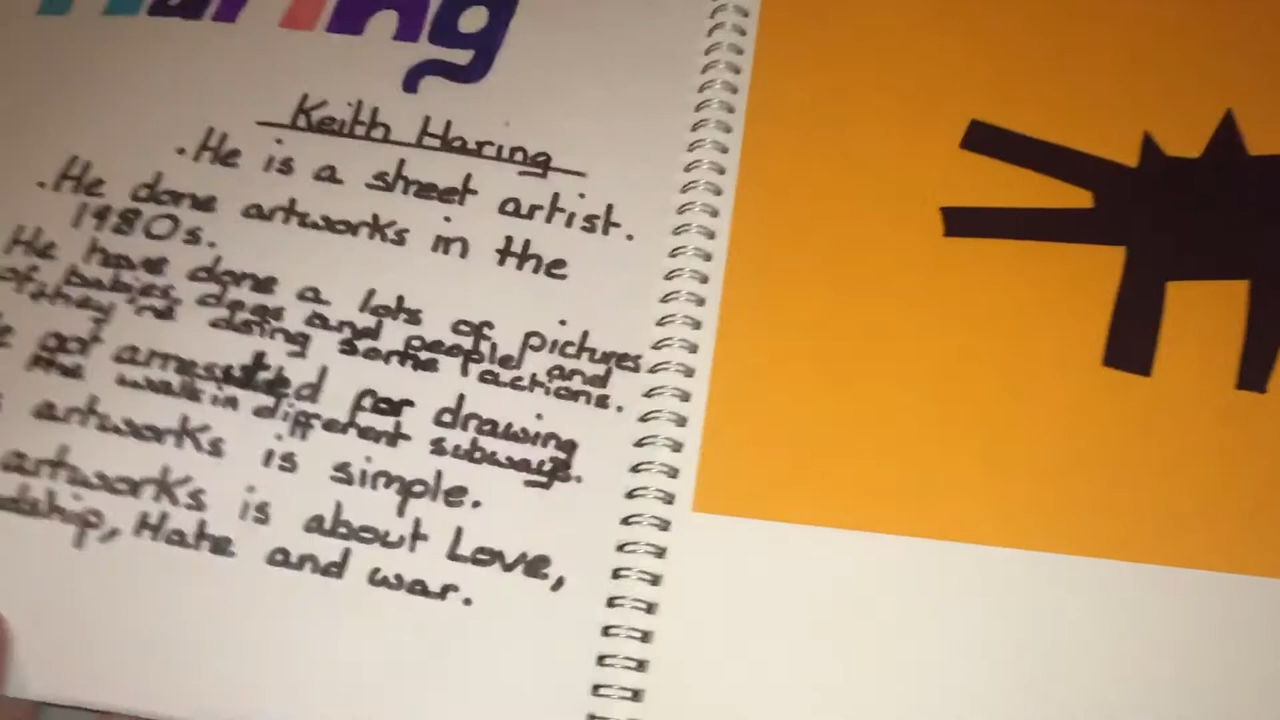 Haring
Keith Haring
.He is a street artist.
.He done artworks in the
1980s.
He have done a lots of pictures
of babies, dogs and people and
they're doing some actions.
got arrested for drawing
the walls in different subways.
artworks is simple.
artworks is about Love,
Hate and war.